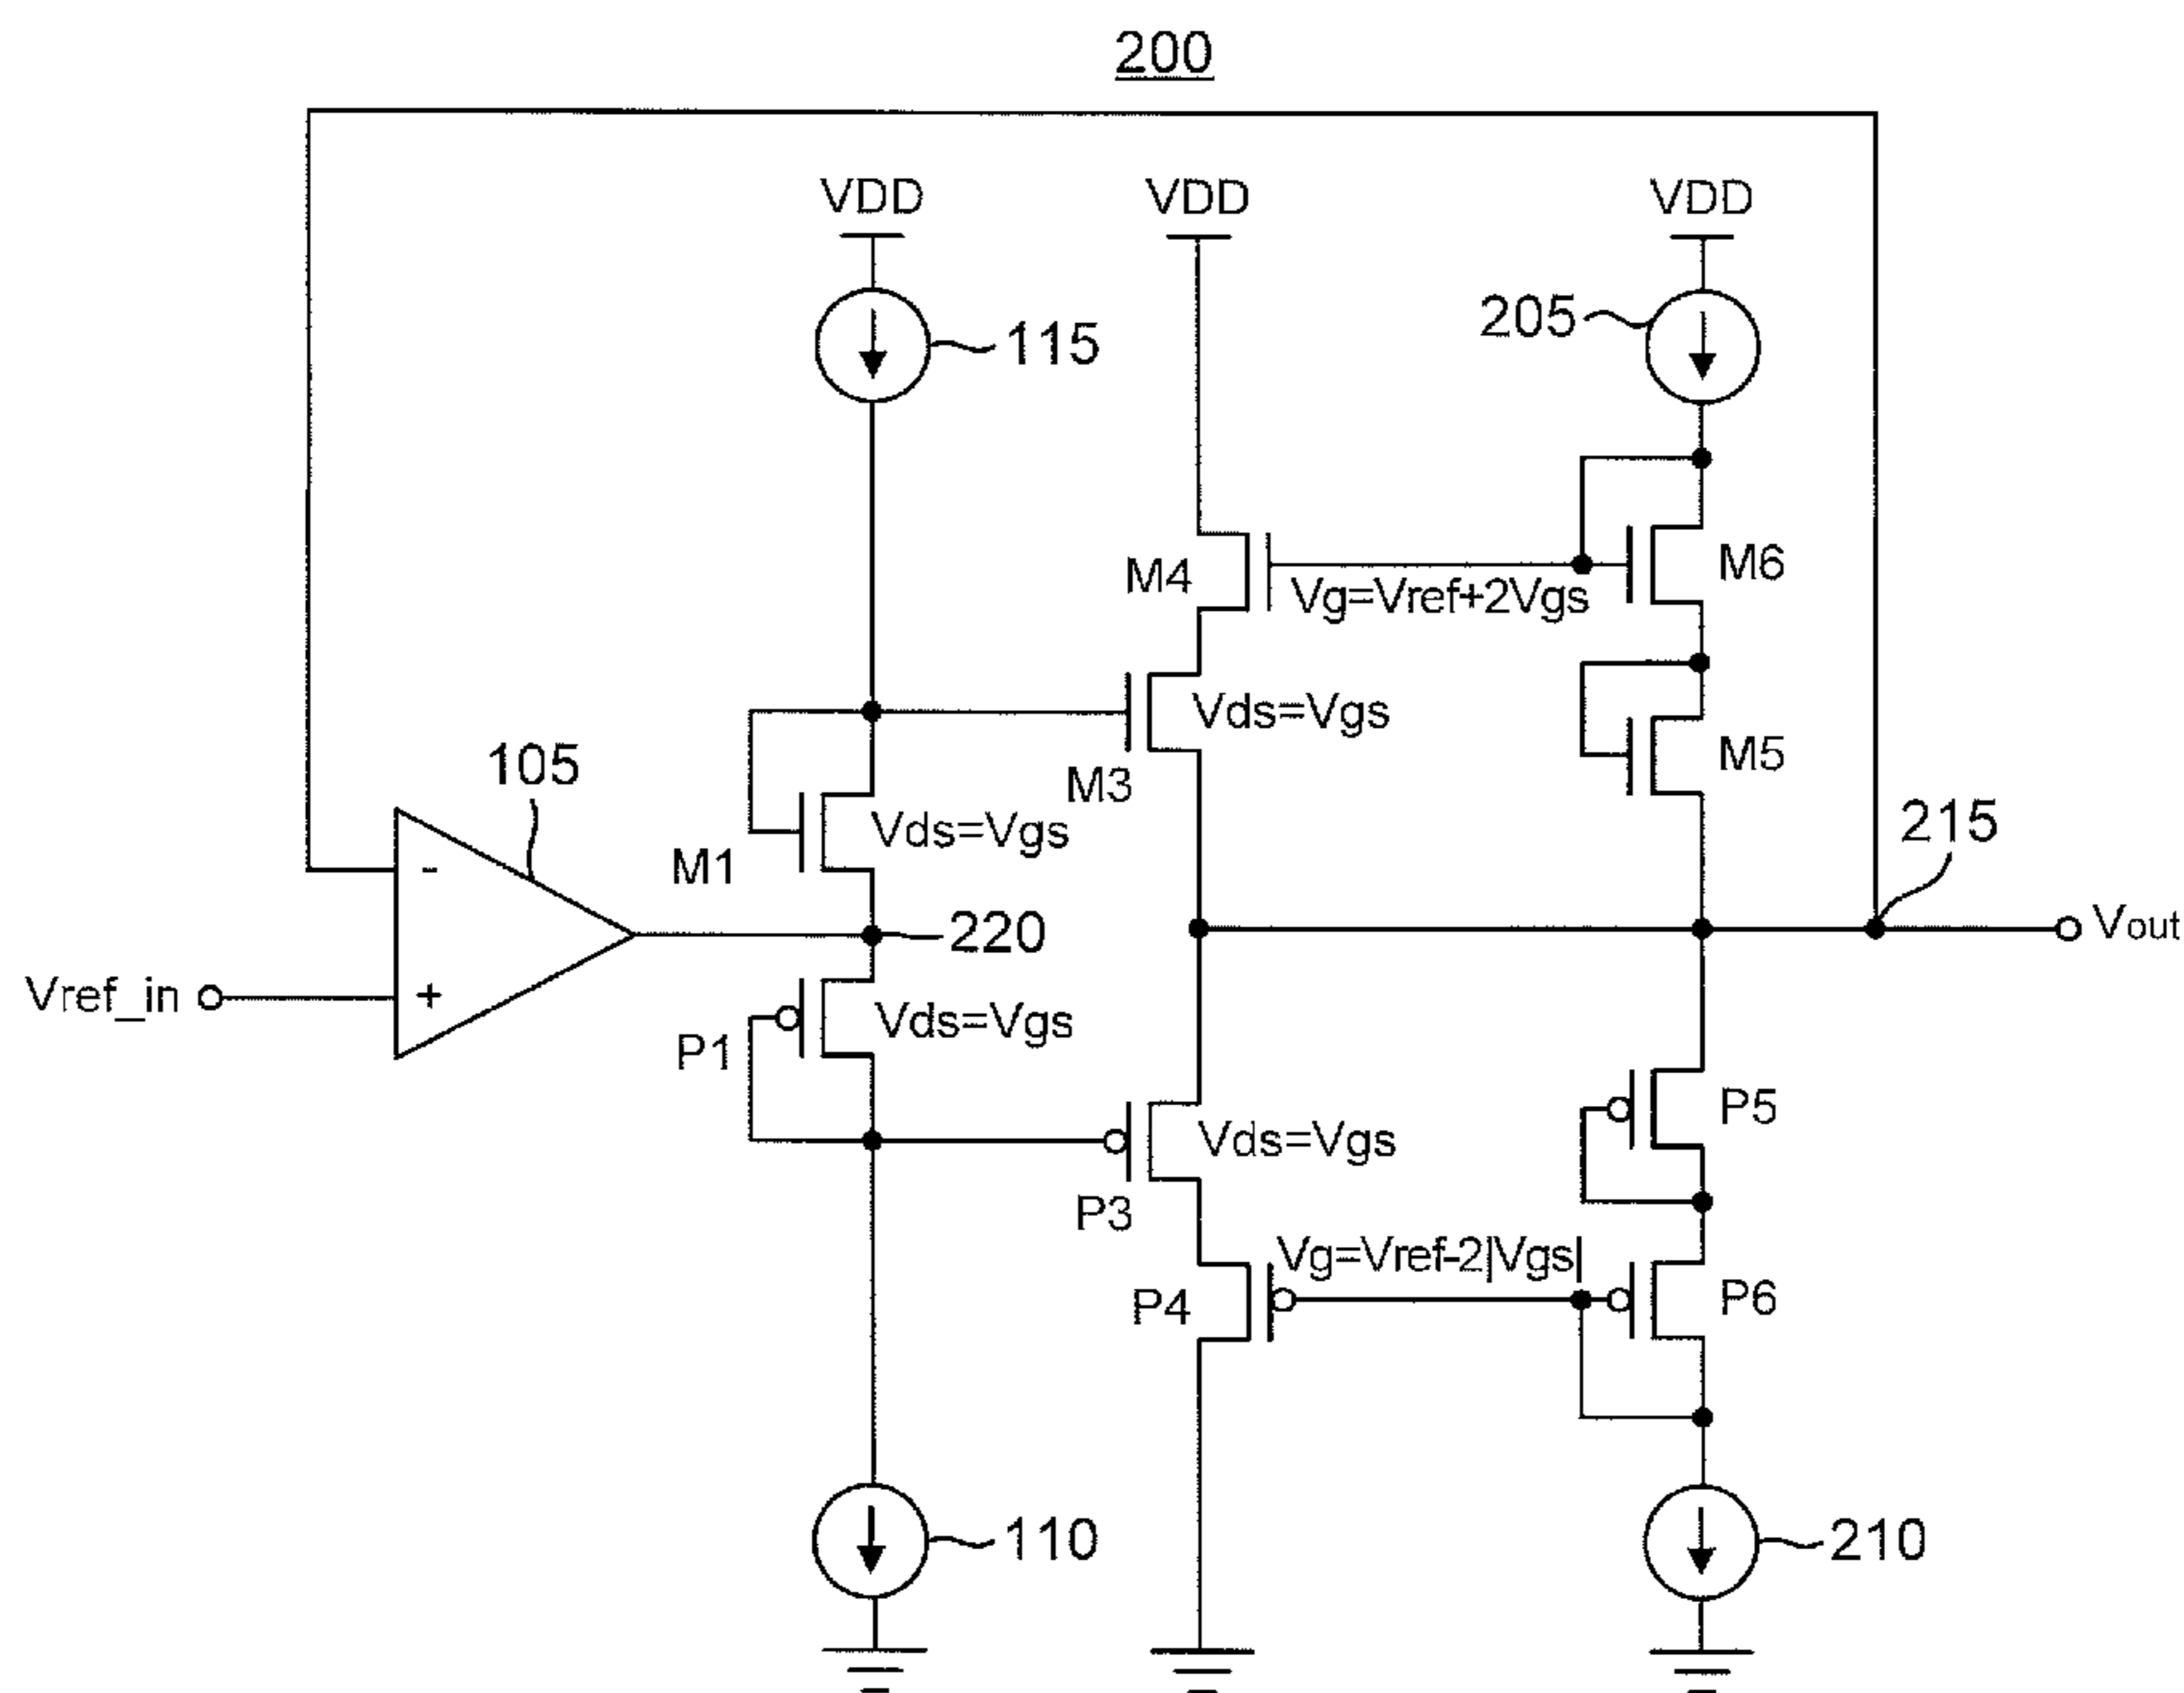 200
VDD
VDD
VDD
115
205
M4
Vg=Vref+2Vgs
M6
Vds=Vgs
M3
M5
105
Vds=Vgs
M1
215
-
220
Vout
Vref_in
+
Vds=Vgs
P1
P5
Vds=Vgs
P3
Vg=Vref-2|Vgs|
P4
P6
110
210